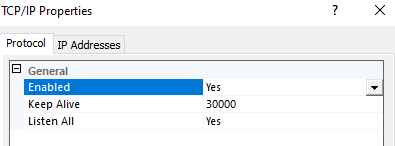 TCP/IP Properties ? ×
Protocol IP Addresses
General
Enabled Yes
Keep Alive 30000
Listen All Yes